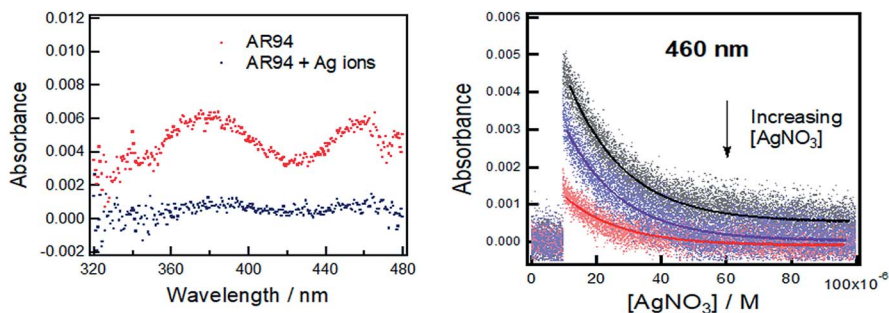 0.012
0.010
0.008
0.006
0.004
0.002
0.000
-0.002
Absorbance
AR94
AR94 + Ag ions
320
360
400
440
480
Wavelength / nm
0.006
0.005
0.004
0.003
0.002
0.001
0.000
Absorbance
460 nm
Increasing
[AgNO₃]
0
20
40
60
80
100x10⁻⁶
[AgNO₃] / M